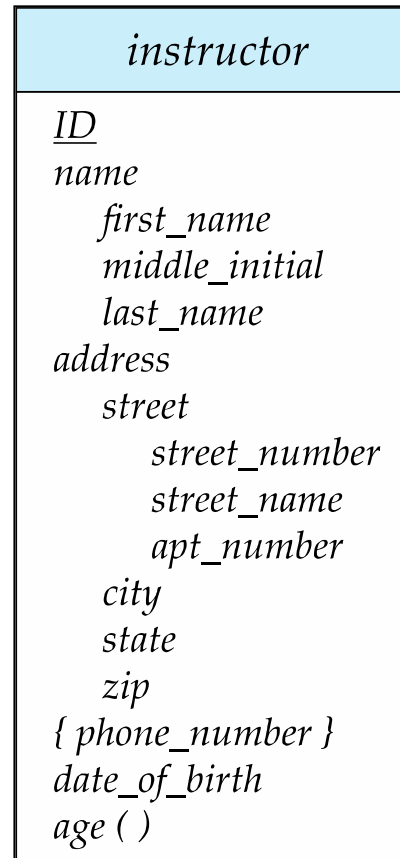 instructor
ID
name
first_name
middle_initial
last_name
address
street
street_number
street_name
apt_number
city
state
zip
{ phone_number }
date_of_birth
age ( )